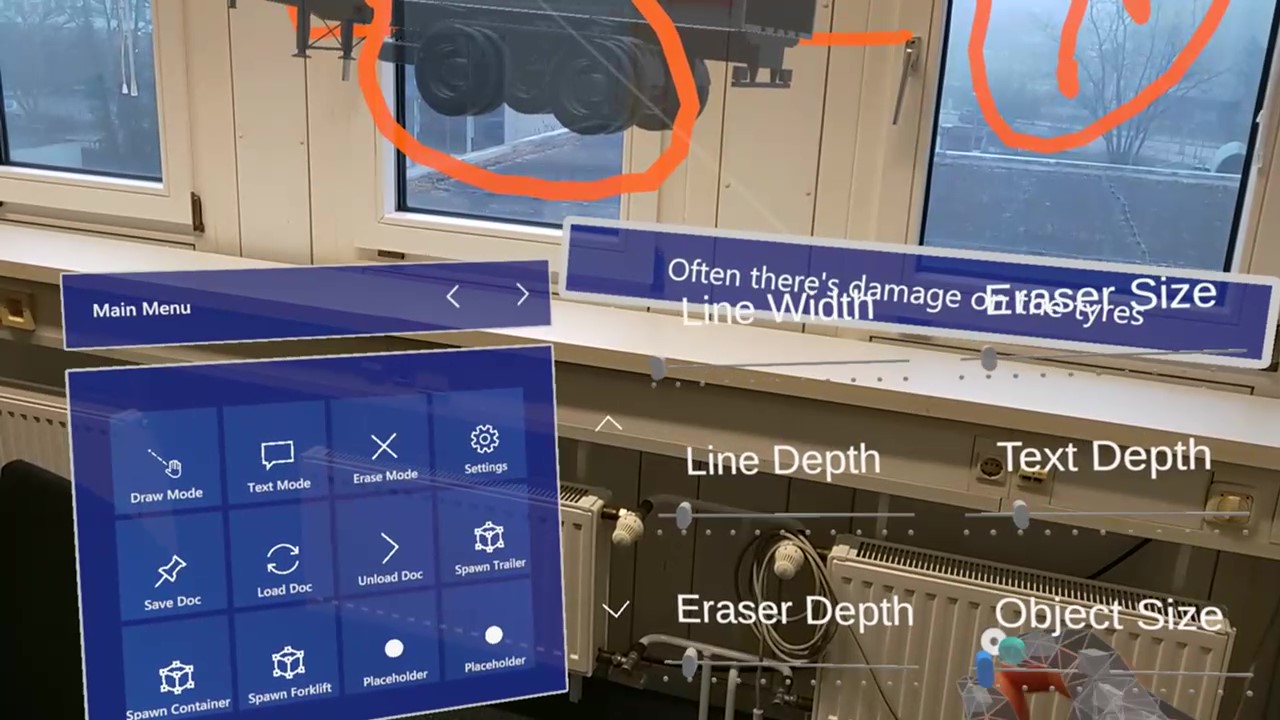 Often there's damage on the tyres
Line Width
Eraser Size
Main Menu
Line Depth
Text Depth
Draw Mode
Text Mode
Erase Mode
Settings
Save Doc
Load Doc
Unload Doc
Spawn Trailer
Eraser Depth
Object Size
Spawn Container
Spawn Forklift
Placeholder
Placeholder